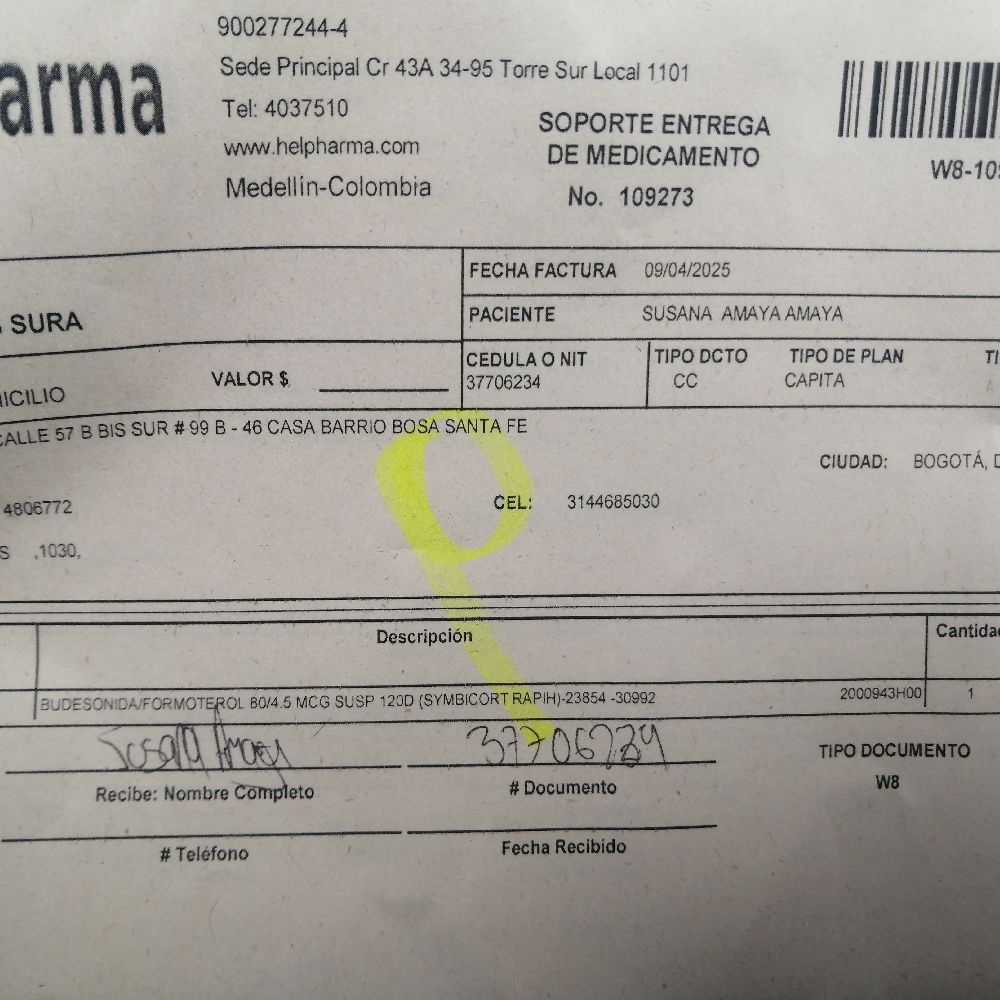 arma
900277244-4
Sede Principal Cr 43A 34-95 Torre Sur Local 1101
Tel: 4037510
www.helpharma.com
Medellín-Colombia
SOPORTE ENTREGA
DE MEDICAMENTO
No. 109273
W8-109
SURA
FECHA FACTURA 09/04/2025
PACIENTE SUSANA AMAYA AMAYA
ICILIO VALOR $
CEDULA O NIT TIPO DCTO TIPO DE PLAN TI
37706234 CC CAPITA
CALLE 57 B BIS SUR # 99 B - 46 CASA BARRIO BOSA SANTA FE
CIUDAD: BOGOTÁ, D
4806772 CEL: 3144685030
S ,1030,
Descripción Cantidad
BUDESONIDA/FORMOTEROL 80/4.5 MCG SUSP 120D (SYMBICORT RAPIH)-23854 -30992 2000943H00 1
37706234
Recibe: Nombre Completo # Documento
TIPO DOCUMENTO
W8
# Teléfono Fecha Recibido